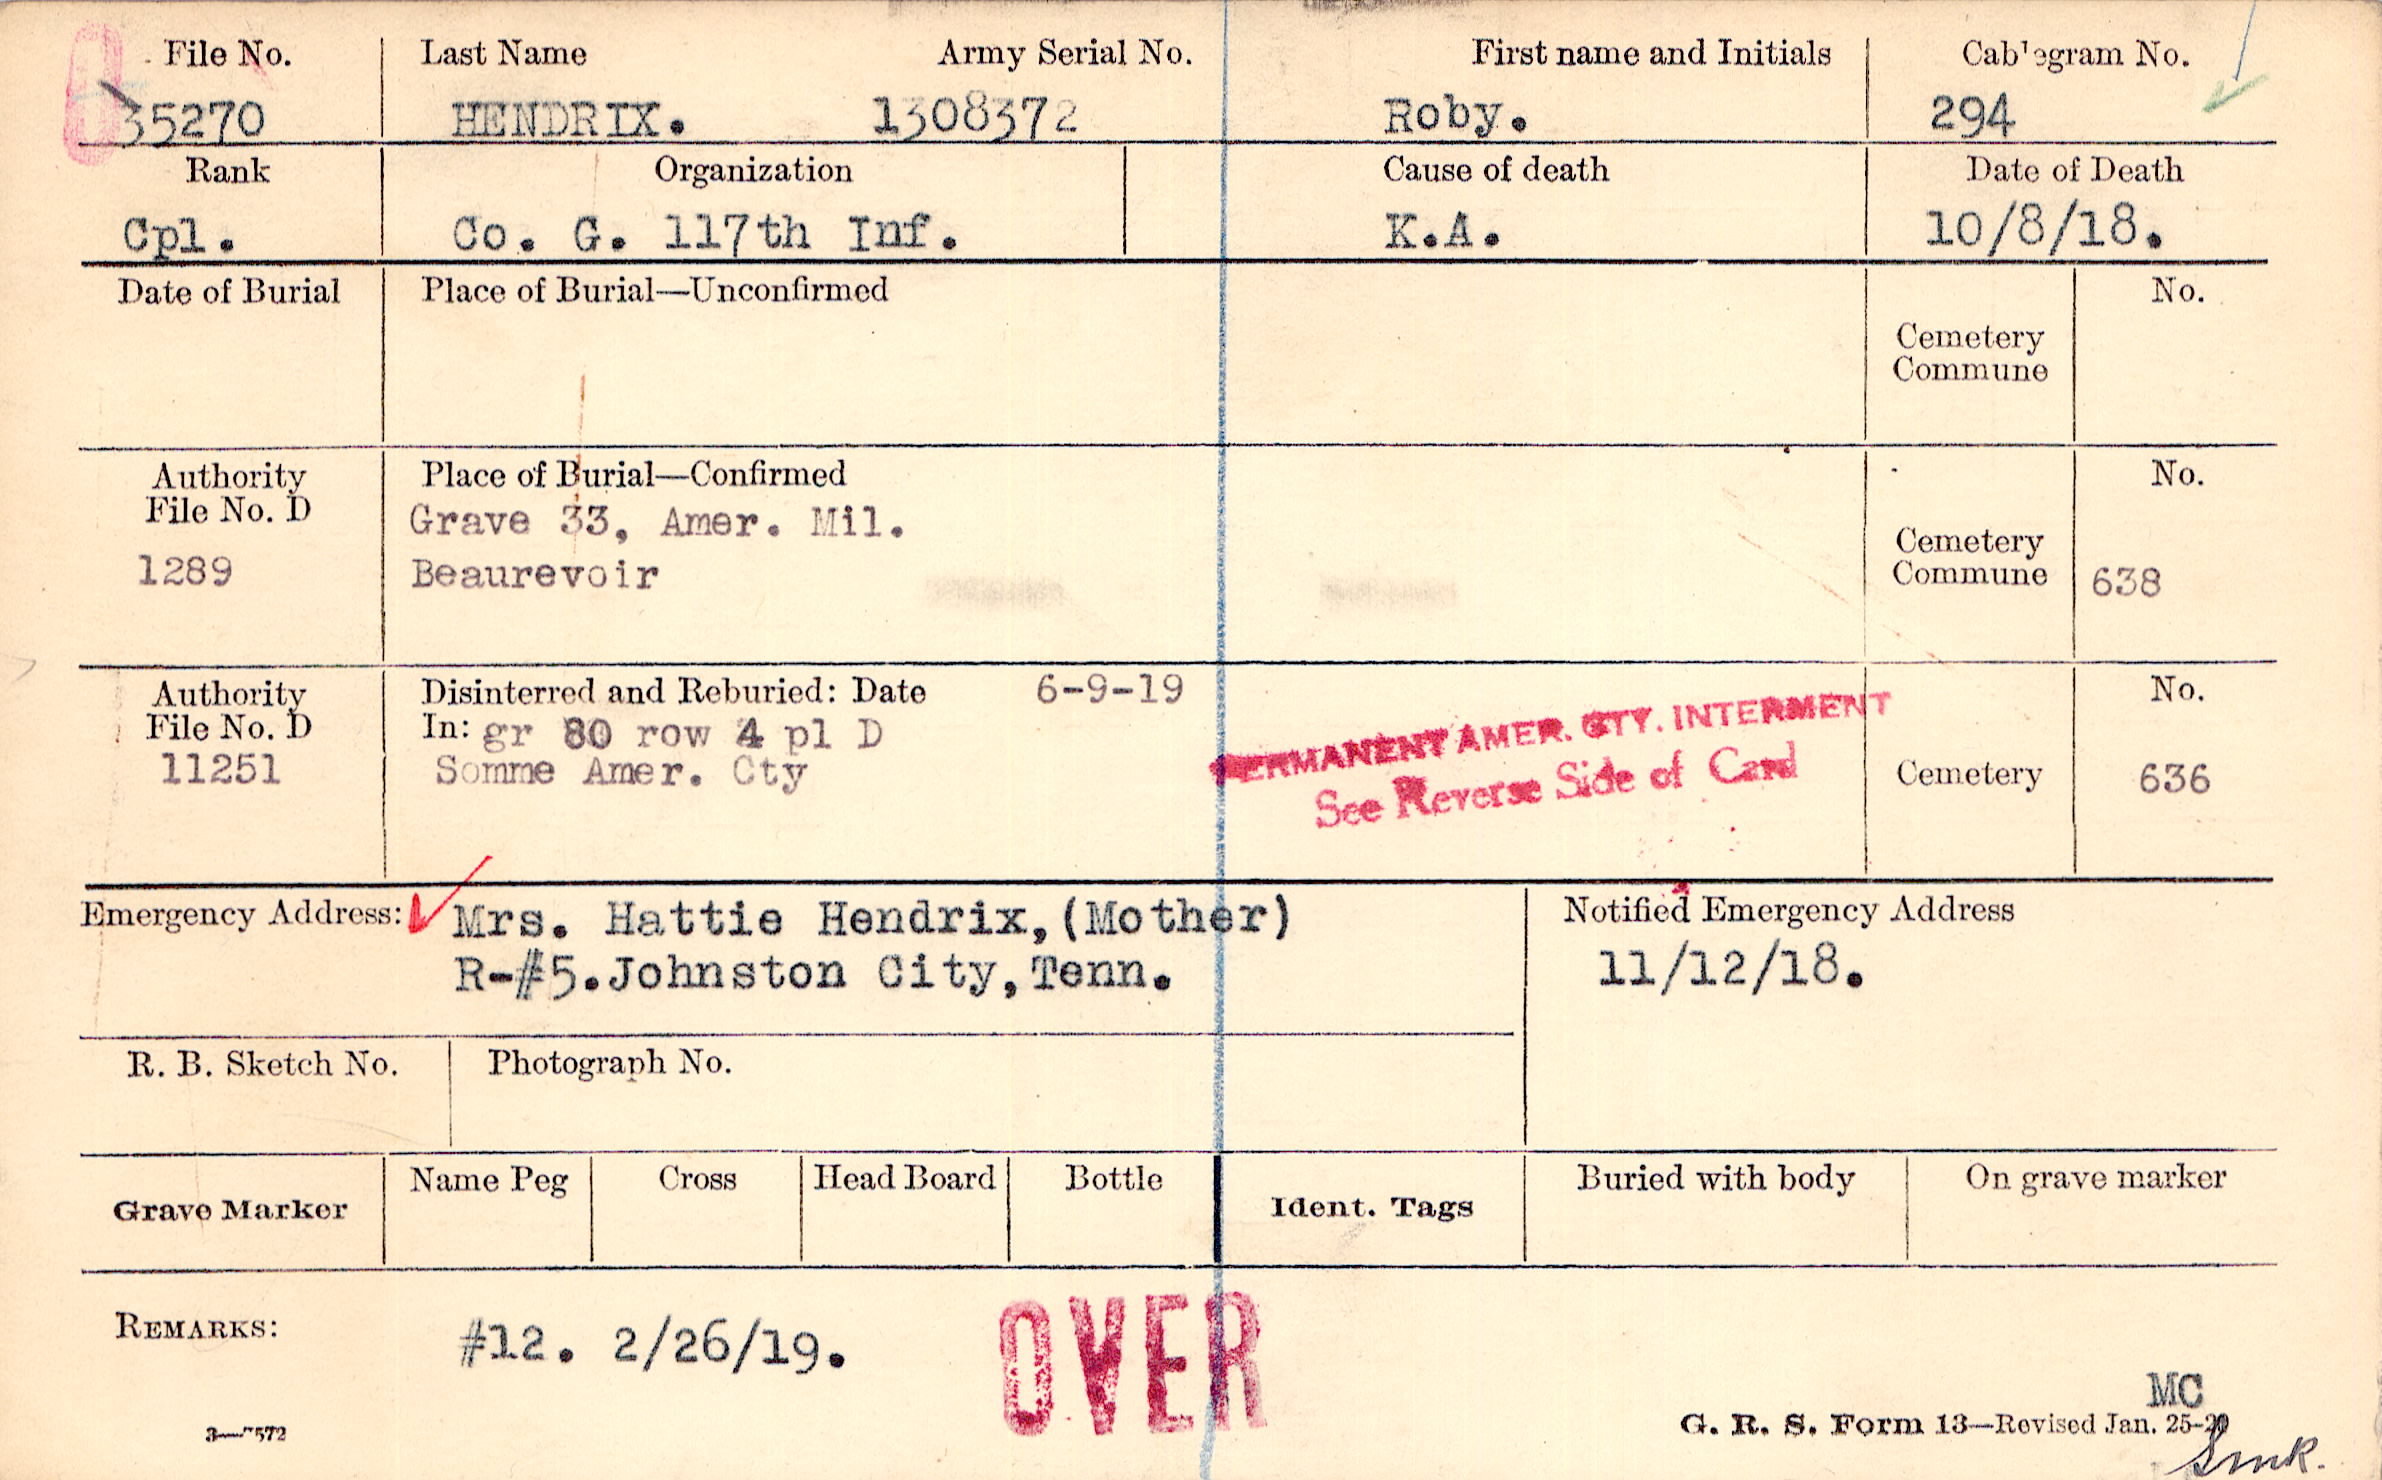 File No. Last Name Army Serial No. First name and Initials Cablegram No.
35270 HENDRIX. 1308372 Roby. 294
Rank Organization Cause of death Date of Death
Cpl. Co. G. 117th Inf. K.A. 10/8/18.
Date of Burial Place of Burial—Unconfirmed No.
Cemetery
Commune
Authority Place of Burial—Confirmed No.
File No. D Grave 33, Amer. Mil.
Cemetery
1289 Beaurevoir Commune 638
Authority Disinterred and Reburied: Date 6-9-19 No.
File No. D In: gr 80 row 4 pl D PERMANENT AMER. CTY. INTERMENT
11251 Somme Amer. Cty See Reverse Side of Card Cemetery 636
Emergency Address: Mrs. Hattie Hendrix,(Mother) Notified Emergency Address
R-#5.Johnston City,Tenn. 11/12/18.
R. B. Sketch No. Photograph No.
Name Peg Cross Head Board Bottle Buried with body On grave marker
Grave Marker Ident. Tags
REMARKS: #12. 2/26/19. OVER
MC
3—7572 G. R. S. Form 13—Revised Jan. 25-20